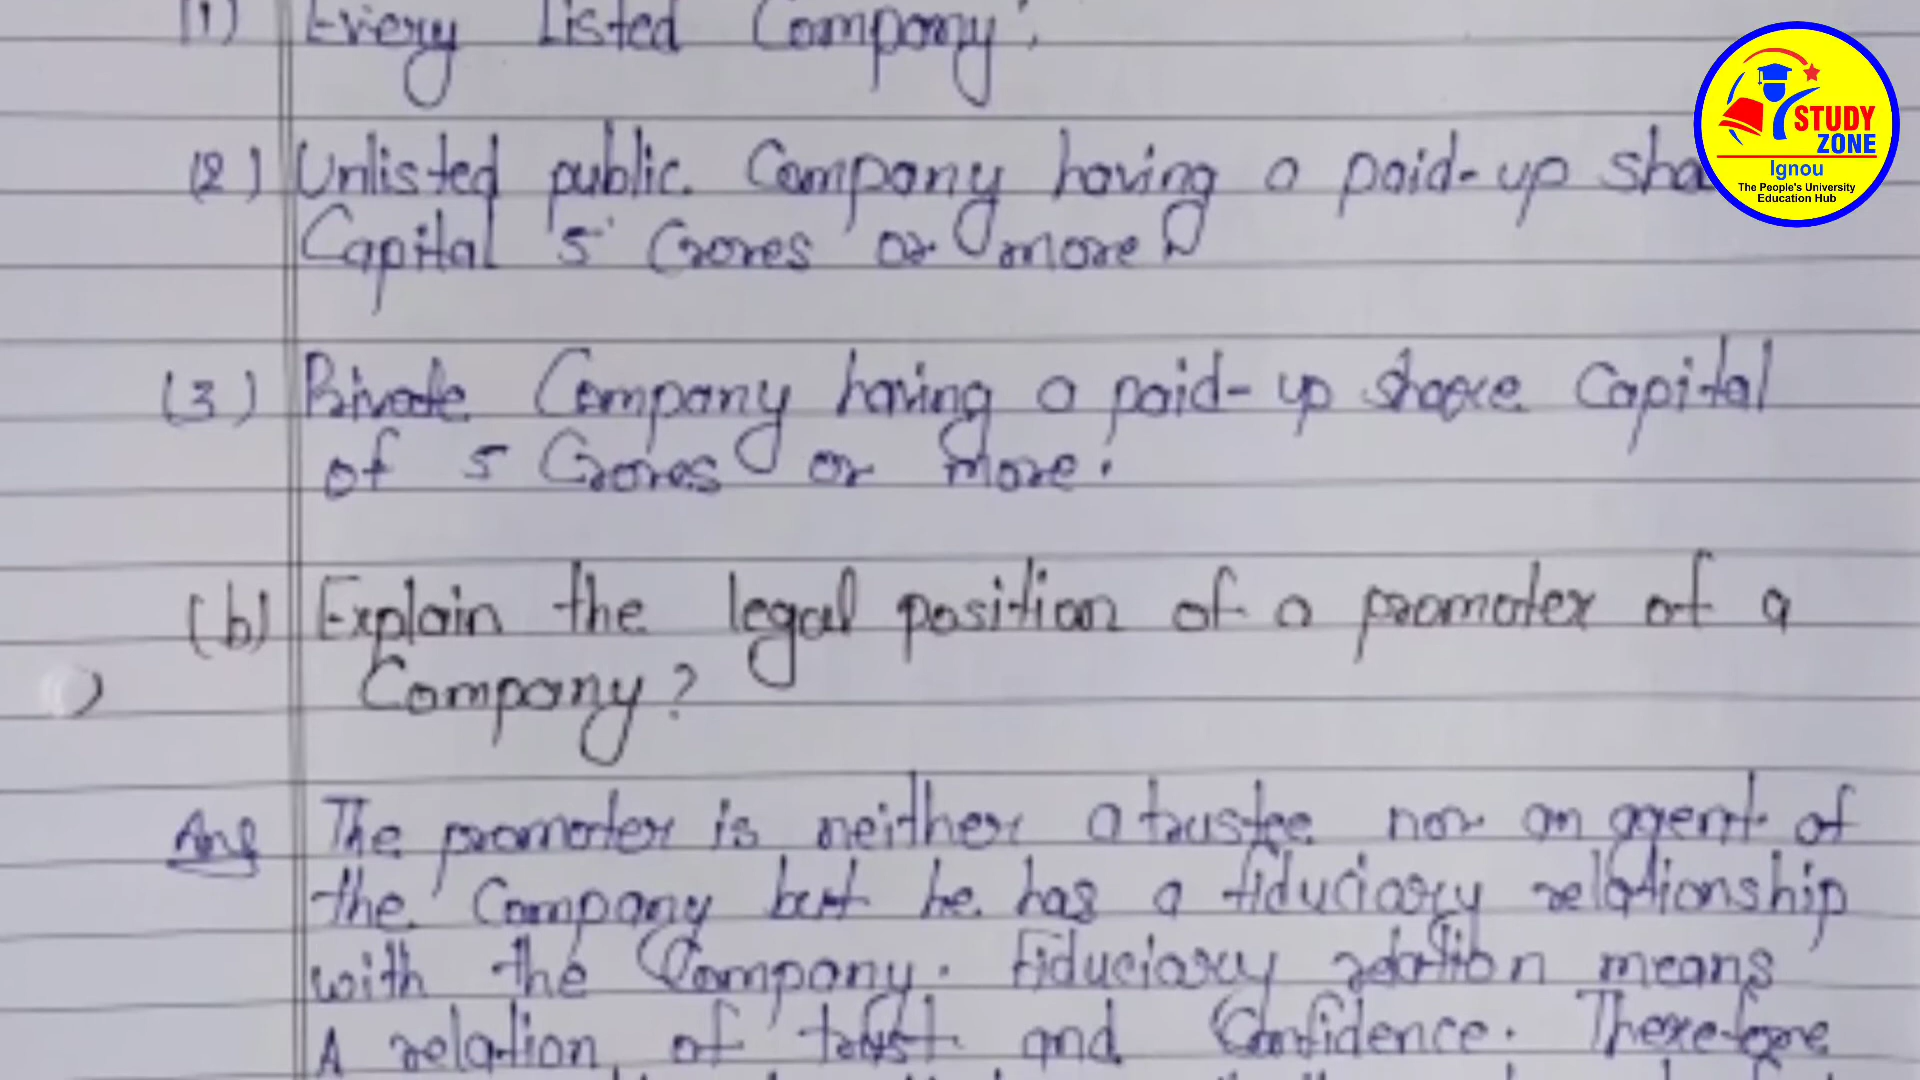 (1) Every Listed Company.
(2) Unlisted public Company having a paid-up sha
Capital 5 Crores or more
(3) Private Company having a paid-up share Capital
of 5 Crores or more.
(b) Explain the legal position of a promoter of a
Company?
Ans The promoter is neither a trustee nor an agent of
the Company but he has a fiduciary relationship
with the Company. Fiduciary relation means
A relation of trust and Confidence. Therefore
STUDY
ZONE
Ignou
The People's University
Education Hub